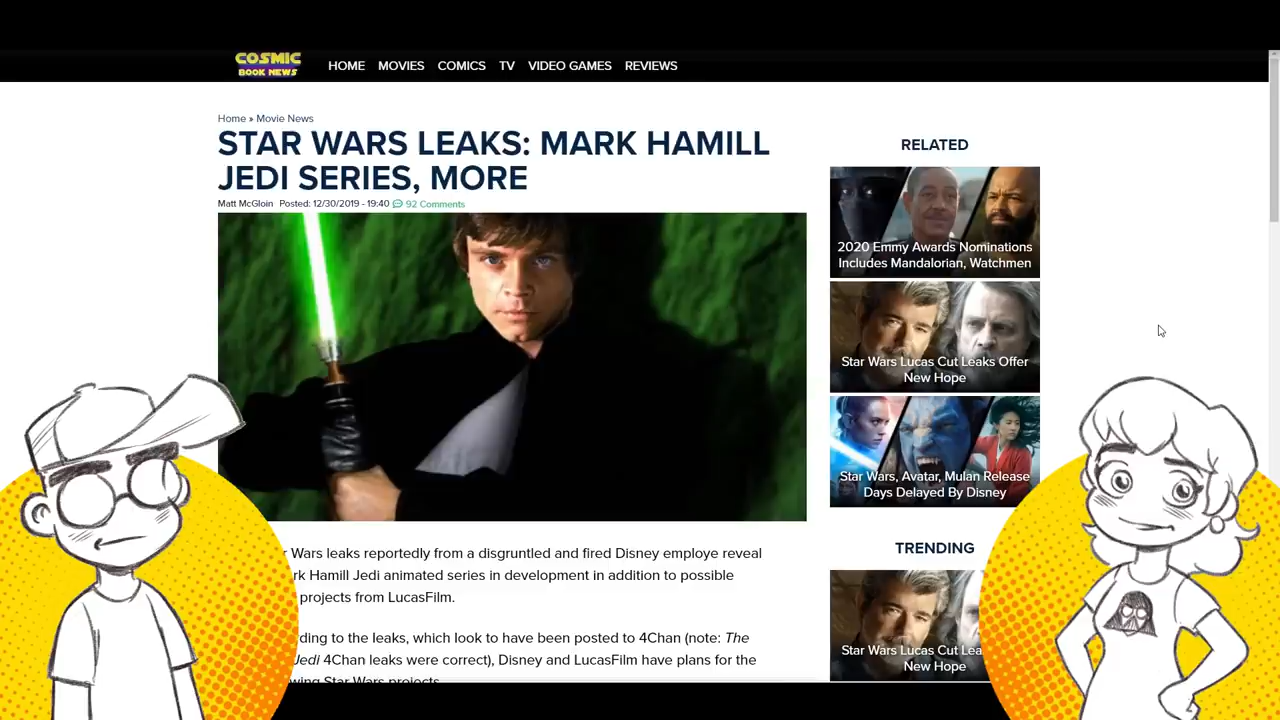 COSMIC
BOOK NEWS
HOME MOVIES COMICS TV VIDEO GAMES REVIEWS
Home » Movie News
STAR WARS LEAKS: MARK HAMILL
JEDI SERIES, MORE
Matt McGloin Posted: 12/30/2019 - 19:40 92 Comments
Wars leaks reportedly from a disgruntled and fired Disney employe reveal
Hamill Jedi animated series in development in addition to possible
projects from LucasFilm.
to the leaks, which look to have been posted to 4Chan (note: The
Jedi 4Chan leaks were correct), Disney and LucasFilm have plans for the
Star Wars projects
RELATED
2020 Emmy Awards Nominations
Includes Mandalorian, Watchmen
Star Wars Lucas Cut Leaks Offer
New Hope
Star Wars, Avatar, Mulan Release
Days Delayed By Disney
TRENDING
Star Wars Lucas Cut
New Hope